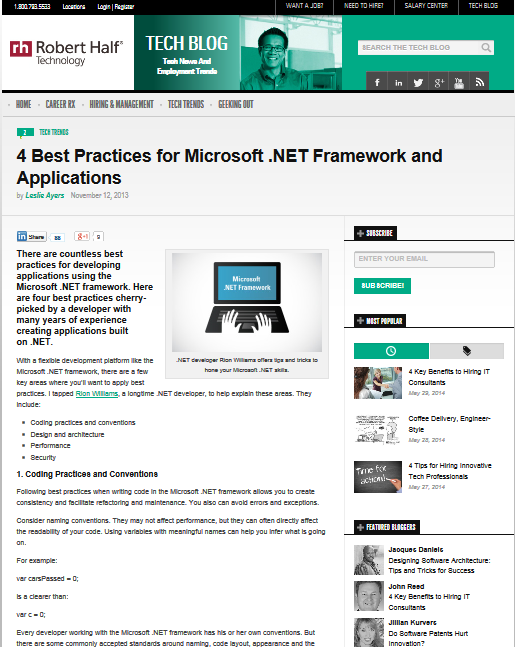 1.800.793.5533 Locations Login | Register WANT A JOB? NEED TO HIRE? SALARY CENTER TECH BLOG
rh Robert Half®
Technology
TECH BLOG
Tech News And
Employment Trends
SEARCH THE TECH BLOG
f in g+ You Tube
HOME CAREER RX HIRING & MANAGEMENT TECH TRENDS GEEKING OUT
2 TECH TRENDS
4 Best Practices for Microsoft .NET Framework and
Applications
by Leslie Ayers November 12, 2013
in Share 88 g+1 9
There are countless best
practices for developing
applications using the
Microsoft .NET framework. Here
are four best practices cherry-
picked by a developer with
many years of experience
creating applications built
on .NET.
Microsoft
.NET Framework
.NET developer Rion Williams offers tips and tricks to
hone your Microsoft .NET skills.
With a flexible development platform like the
Microsoft .NET framework, there are a few
key areas where you'll want to apply best
practices. I tapped Rion Williams, a longtime .NET developer, to help explain these areas. They
include:
Coding practices and conventions
Design and architecture
Performance
Security
1. Coding Practices and Conventions
Following best practices when writing code in the Microsoft .NET framework allows you to create
consistency and facilitate refactoring and maintenance. You also can avoid errors and exceptions.
Consider naming conventions. They may not affect performance, but they can often directly affect
the readability of your code. Using variables with meaningful names can help you infer what is going
on.
For example:
var carsPassed = 0;
Is a clearer than:
var c = 0;
Every developer working with the Microsoft .NET framework has his or her own conventions. But
there are some commonly accepted standards around naming, code layout, appearance and the
SUBSCRIBE
ENTER YOUR EMAIL
SUBSCRIBE!
MOST POPULAR
4 Key Benefits to Hiring IT
Consultants
May 29, 2014
Coffee Delivery, Engineer-
Style
May 28, 2014
Time for
action!
4 Tips for Hiring Innovative
Tech Professionals
May 27, 2014
FEATURED BLOGGERS
Jacques Daniels
Designing Software Architecture:
Tips and Tricks for Success
John Reed
4 Key Benefits to Hiring IT
Consultants
Jillian Kurvers
Do Software Patents Hurt
Innovation?